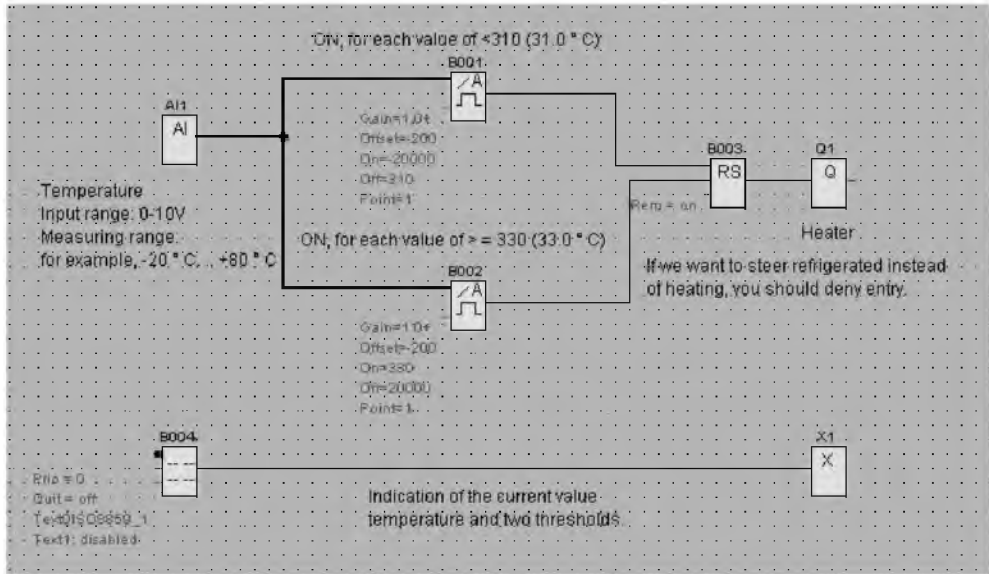 ON, for each value of <310 (31.0 ° C)
B001
/A
AI1
AI
Gain=1.0+
Offset=-200
On=-20000
Off=310
Point=1
B003
RS
Rem = on
Q1
Q
Temperature
Input range: 0-10V
Measuring range:
for example, -20 ° C... +80 ° C
ON, for each value of > = 330 (33.0 ° C)
Heater
If we want to steer refrigerated instead
of heating, you should deny entry.
B002
/A
Gain=1.0+
Offset=-200
On=330
Off=20000
Point=1
B004
X1
X
Prio = 0
Quit = off
Text1: disabled
Indication of the current value
temperature and two thresholds.